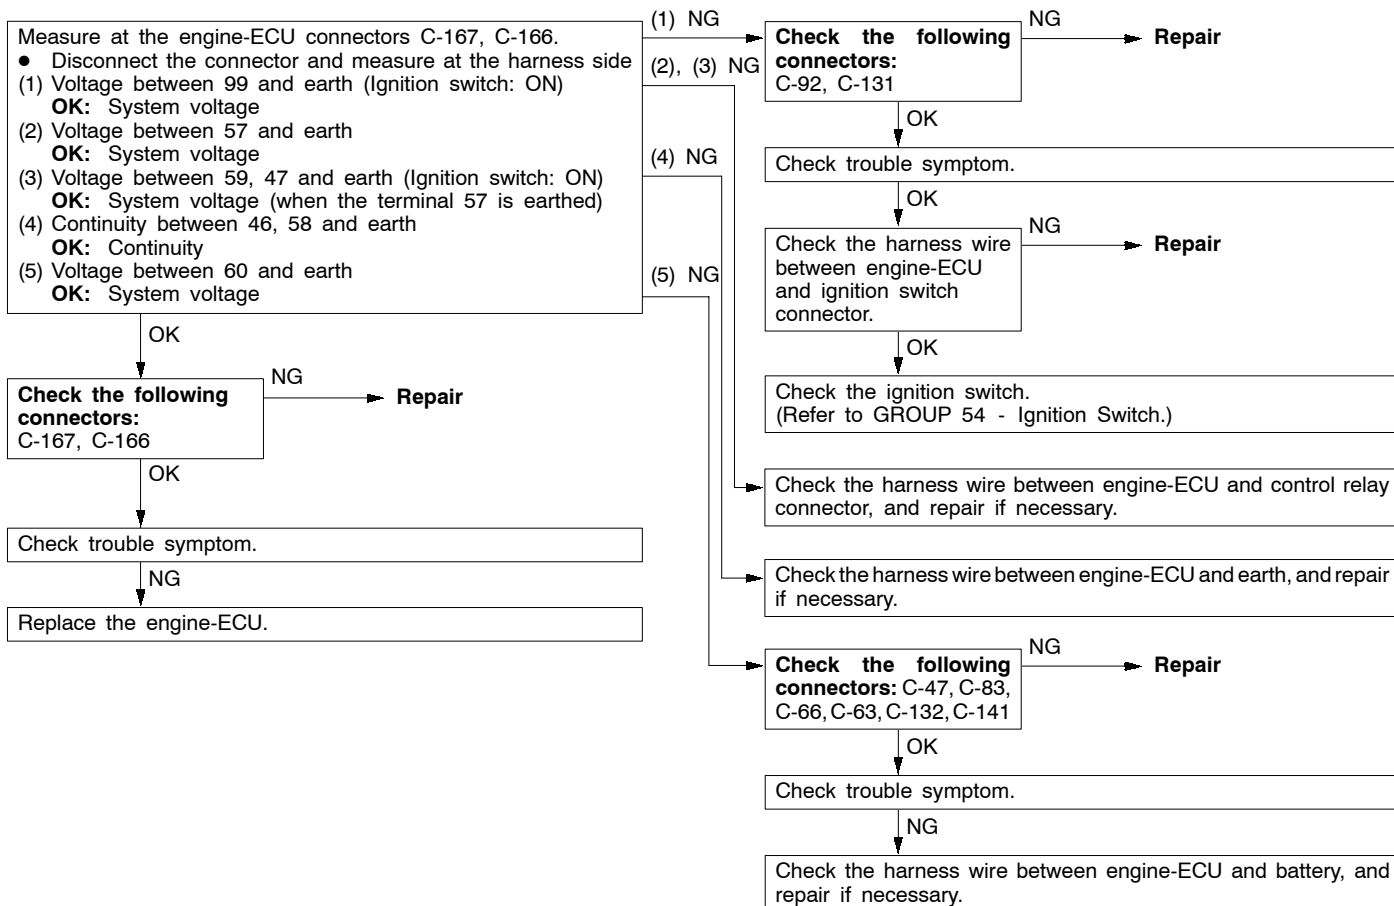 Measure at the engine-ECU connectors C-167, C-166.
● Disconnect the connector and measure at the harness side
(1) Voltage between 99 and earth (Ignition switch: ON)
OK: System voltage
(2) Voltage between 57 and earth
OK: System voltage
(3) Voltage between 59, 47 and earth (Ignition switch: ON)
OK: System voltage (when the terminal 57 is earthed)
(4) Continuity between 46, 58 and earth
OK: Continuity
(5) Voltage between 60 and earth
OK: System voltage
OK
Check the following
connectors:
C-167, C-166
NG
Repair
OK
Check trouble symptom.
NG
Replace the engine-ECU.
(1) NG
Check the following
connectors:
C-92, C-131
NG
Repair
OK
Check trouble symptom.
OK
Check the harness wire
between engine-ECU
and ignition switch
connector.
NG
Repair
OK
Check the ignition switch.
(Refer to GROUP 54 - Ignition Switch.)
(2), (3) NG
Check the harness wire between engine-ECU and control relay
connector, and repair if necessary.
(4) NG
Check the harness wire between engine-ECU and earth, and repair
if necessary.
(5) NG
Check the following
connectors: C-47, C-83,
C-66, C-63, C-132, C-141
NG
Repair
OK
Check trouble symptom.
NG
Check the harness wire between engine-ECU and battery, and
repair if necessary.